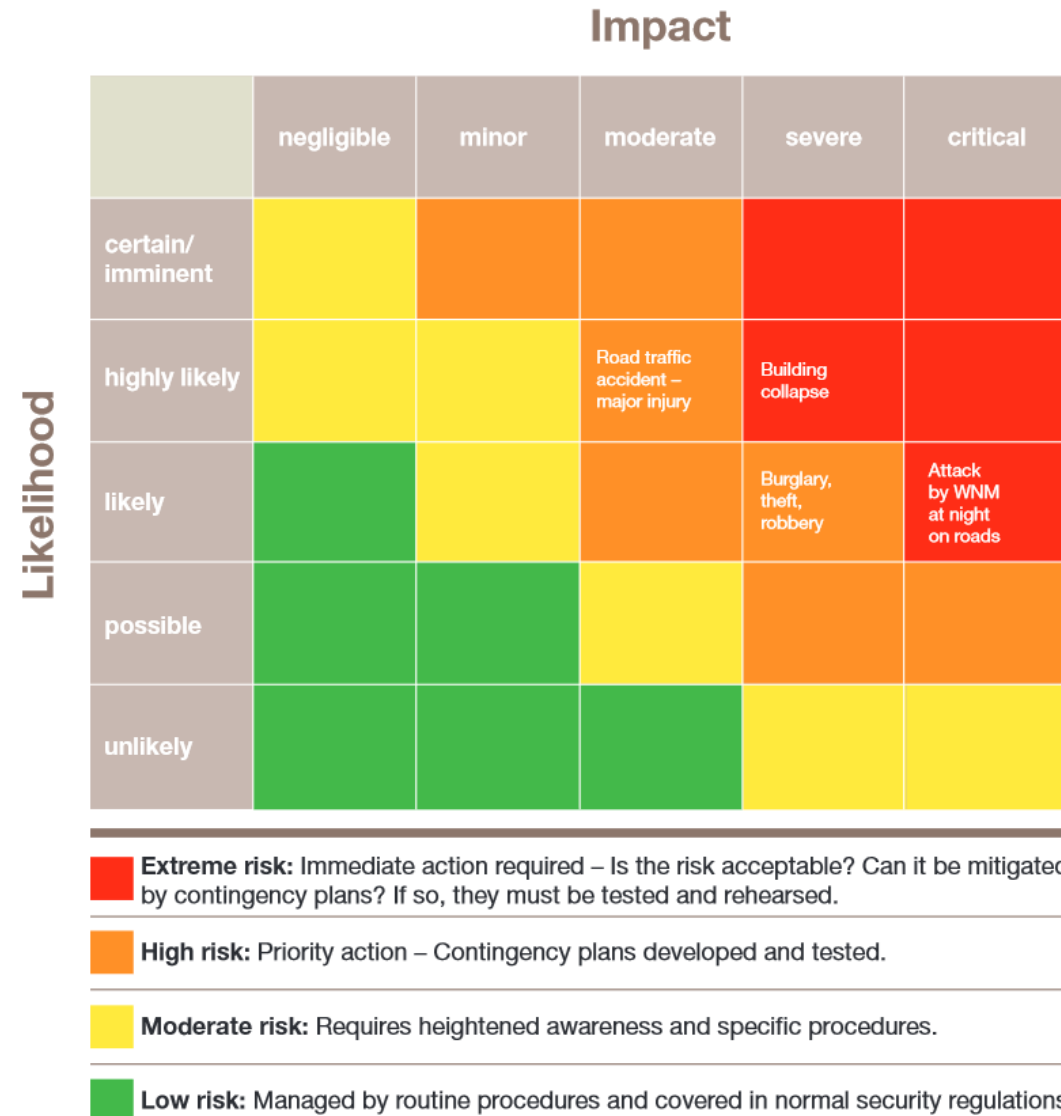 Impact
negligible
minor
moderate
severe
critical
certain/
imminent
highly likely
Road traffic
accident –
major injury
Building
collapse
Likelihood
likely
Burglary,
theft,
robbery
Attack
by WNM
at night
on roads
possible
unlikely
Extreme risk: Immediate action required – Is the risk acceptable? Can it be mitigated
by contingency plans? If so, they must be tested and rehearsed.
High risk: Priority action – Contingency plans developed and tested.
Moderate risk: Requires heightened awareness and specific procedures.
Low risk: Managed by routine procedures and covered in normal security regulations